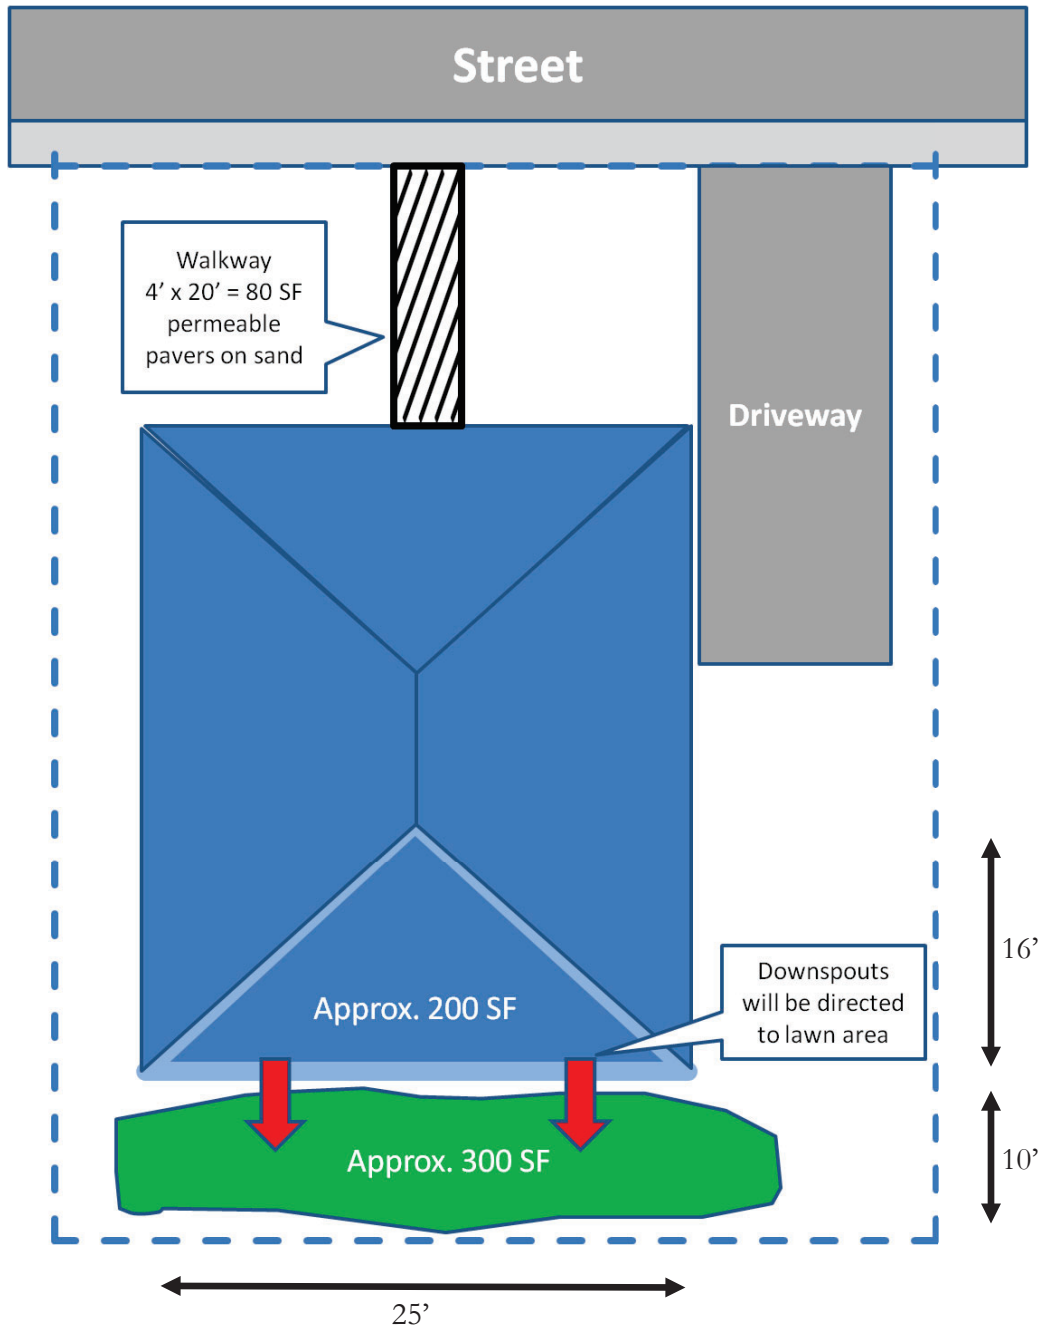 Street
Walkway
4’ x 20’ = 80 SF
permeable
pavers on sand
Driveway
16’
Downspouts
will be directed
to lawn area
Approx. 200 SF
Approx. 300 SF
10’
25’